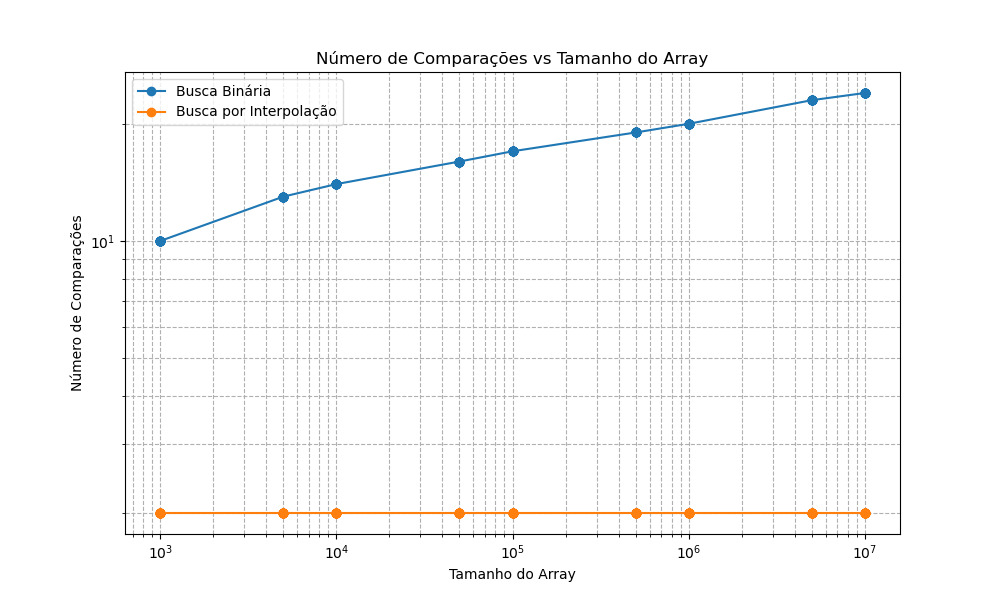 Número de Comparações vs Tamanho do Array
Busca Binária
Busca por Interpolação
Número de Comparações
10¹
10³ 10⁴ 10⁵ 10⁶ 10⁷
Tamanho do Array